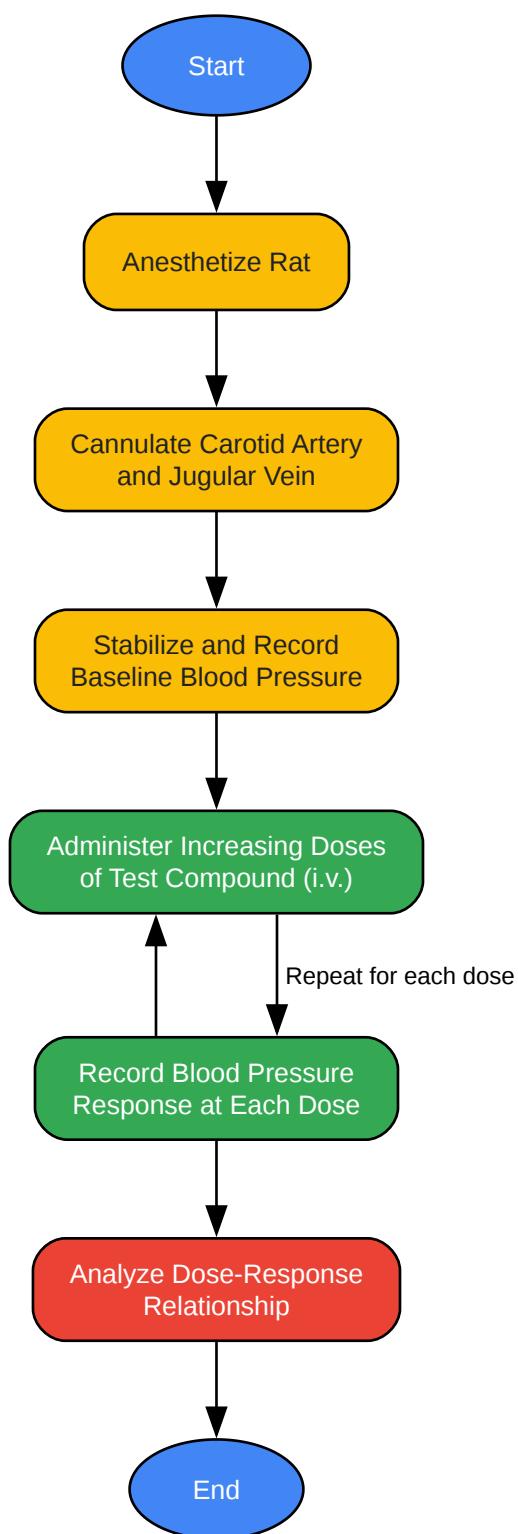 Start
Anesthetize Rat
Cannulate Carotid Artery
and Jugular Vein
Stabilize and Record
Baseline Blood Pressure
Administer Increasing Doses
of Test Compound (i.v.)
Repeat for each dose
Record Blood Pressure
Response at Each Dose
Analyze Dose-Response
Relationship
End